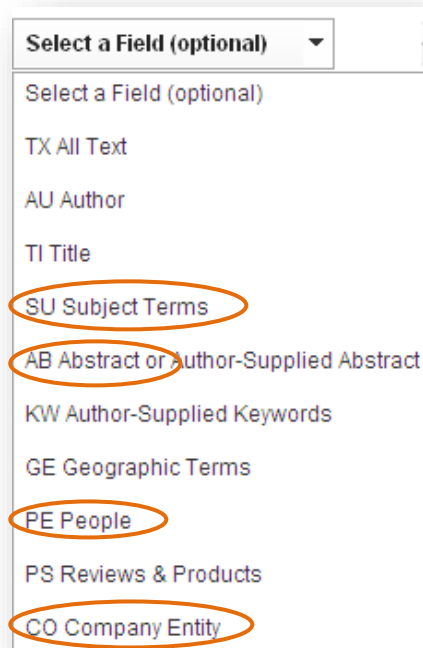 Select a Field (optional)
Select a Field (optional)
TX All Text
AU Author
TI Title
SU Subject Terms
AB Abstract or Author-Supplied Abstract
KW Author-Supplied Keywords
GE Geographic Terms
PE People
PS Reviews & Products
CO Company Entity